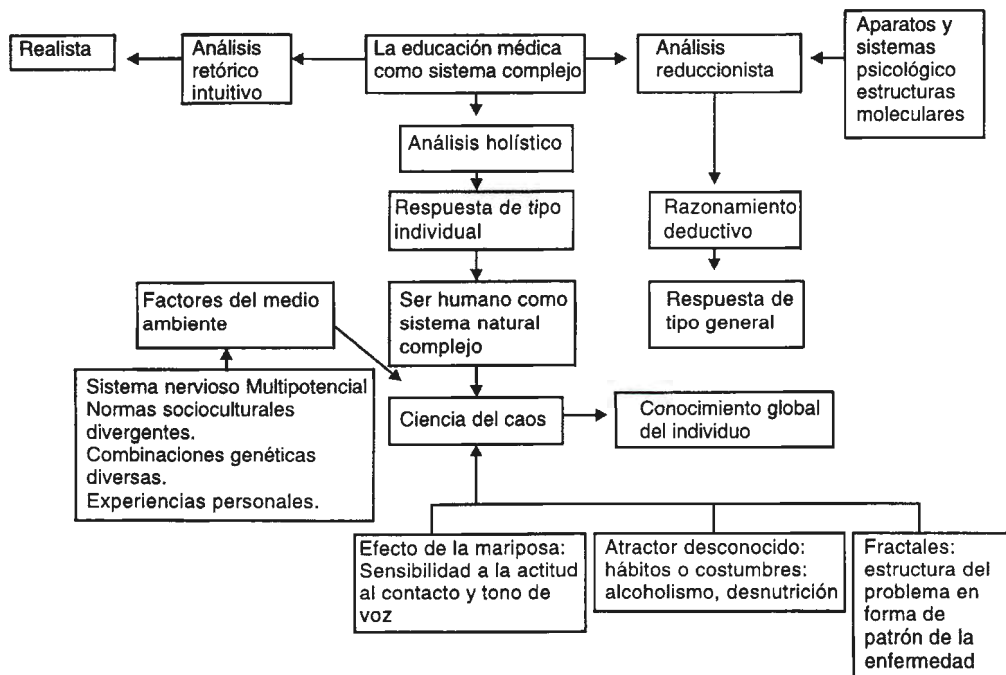 Realista
Análisis
retórico
intuitivo
La educación médica
como sistema complejo
Análisis
reduccionista
Aparatos y
sistemas
psicológico
estructuras
moleculares
Análisis holístico
Respuesta de tipo
individual
Razonamiento
deductivo
Factores del medio
ambiente
Ser humano como
sistema natural
complejo
Respuesta de
tipo general
Sistema nervioso Multipotencial
Normas socioculturales
divergentes.
Combinaciones genéticas
diversas.
Experiencias personales.
Ciencia del caos
Conocimiento global
del individuo
Efecto de la mariposa:
Sensibilidad a la actitud
al contacto y tono de
voz
Atractor desconocido:
hábitos o costumbres:
alcoholismo, desnutrición
Fractales:
estructura del
problema en
forma de
patrón de la
enfermedad